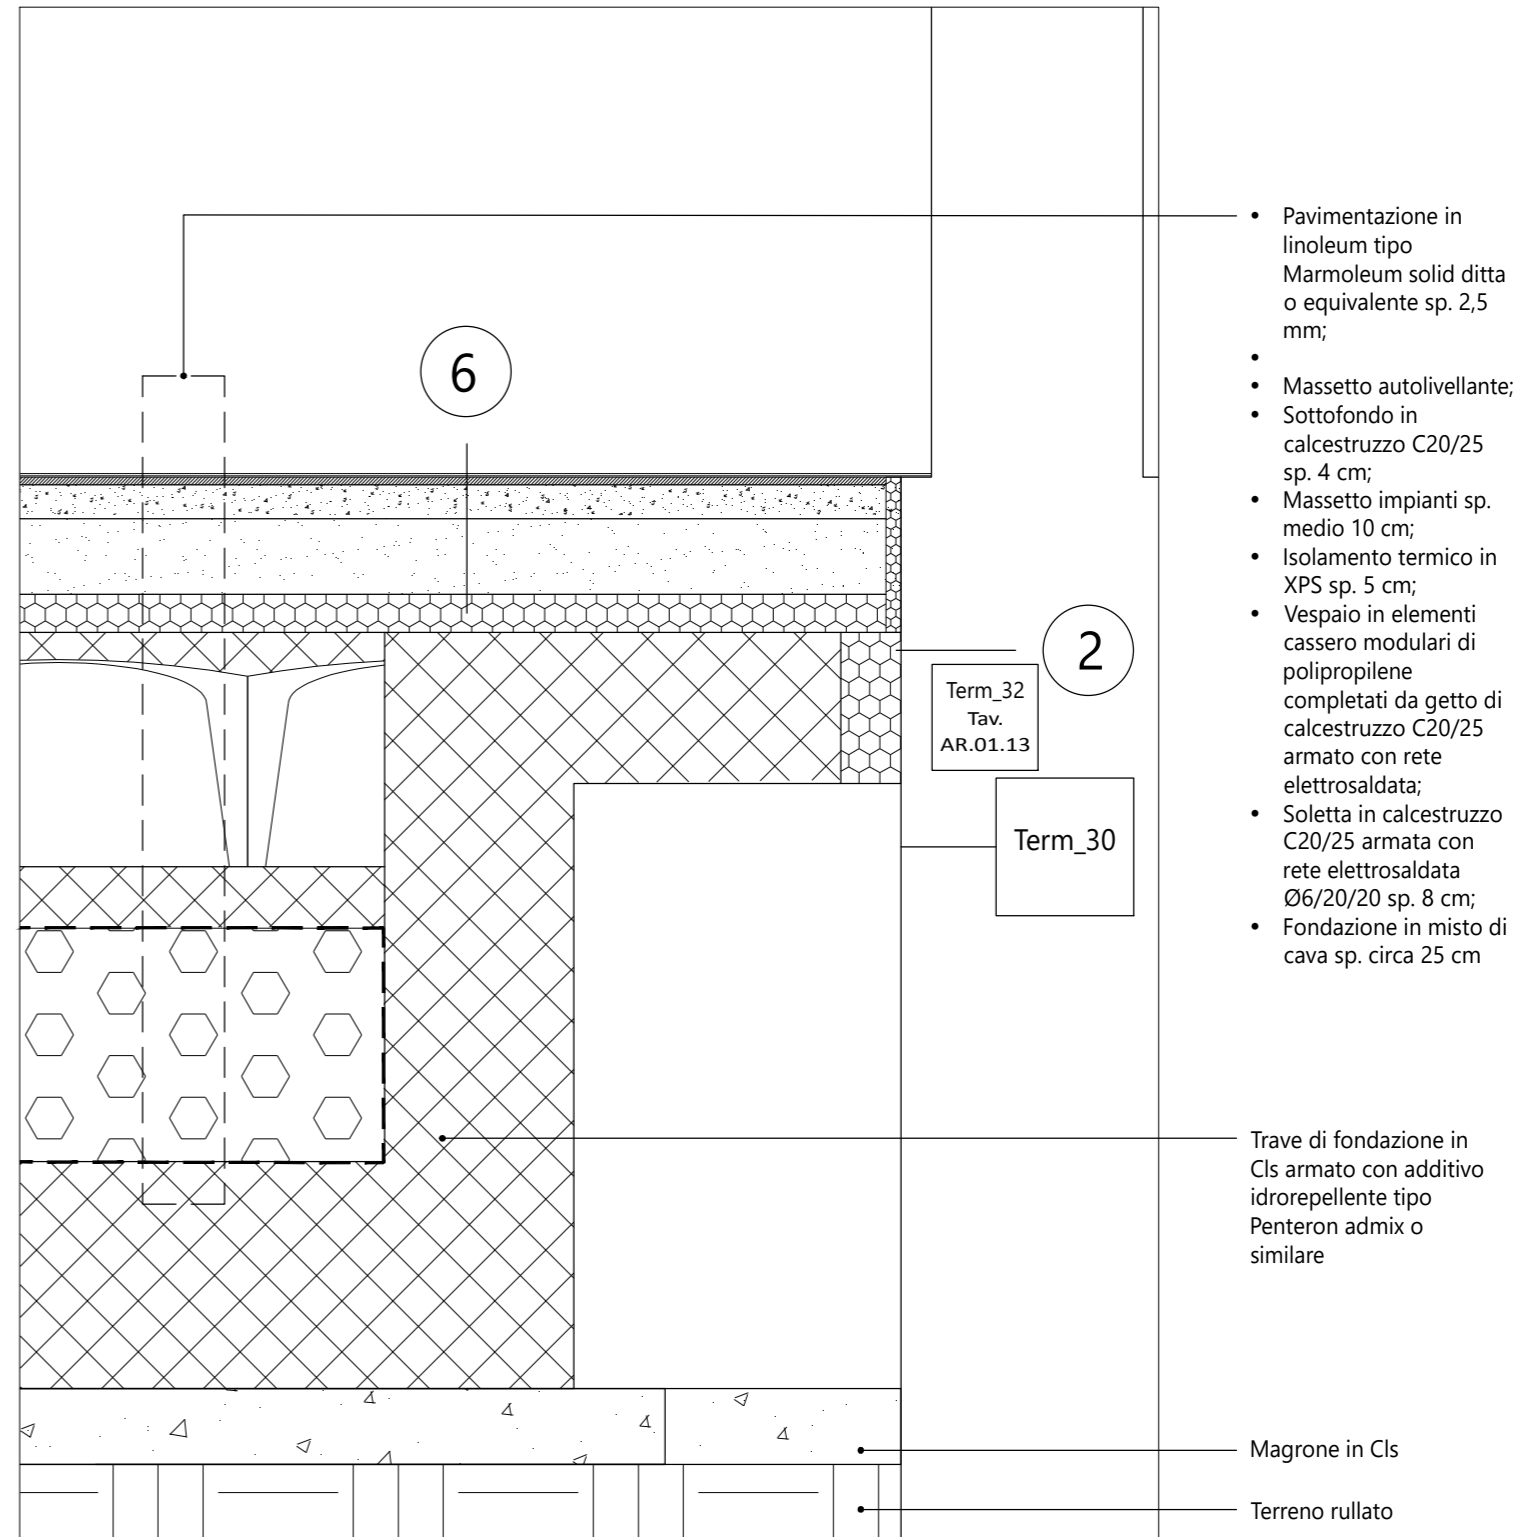 • Pavimentazione in
linoleum tipo
Marmoleum solid ditta
o equivalente sp. 2,5
mm;
•
• Massetto autolivellante;
• Sottofondo in
calcestruzzo C20/25
sp. 4 cm;
• Massetto impianti sp.
medio 10 cm;
• Isolamento termico in
XPS sp. 5 cm;
• Vespaio in elementi
cassero modulari di
polipropilene
completati da getto di
calcestruzzo C20/25
armato con rete
elettrosaldata;
• Soletta in calcestruzzo
C20/25 armata con
rete elettrosaldata
Ø6/20/20 sp. 8 cm;
• Fondazione in misto di
cava sp. circa 25 cm
6
2
Term_32
Tav.
AR.01.13
Term_30
Trave di fondazione in
Cls armato con additivo
idrorepellente tipo
Penteron admix o
similare
Magrone in Cls
Terreno rullato